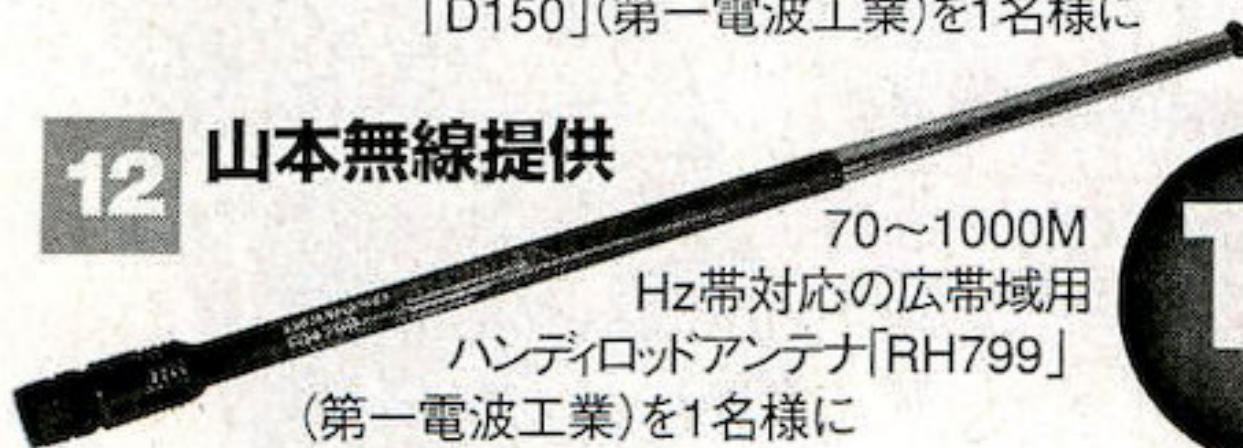 「D150」(第一電波工業)を1名様に
12
山本無線提供
70〜1000M
Hz帯対応の広帯域用
ハンディロッドアンテナ「RH799」
(第一電波工業)を1名様に